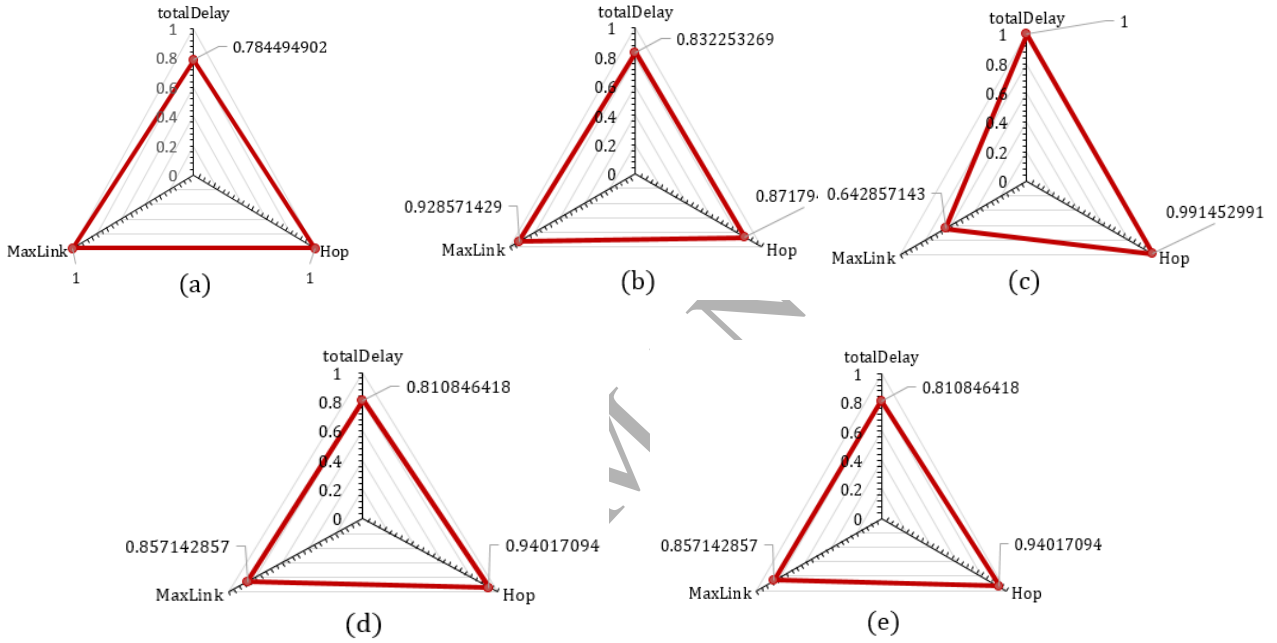 totalDelay
1
0.784494902
0.8
0.6
0.4
0.2
0
MaxLink
Hop
1
1
(a)
totalDelay
1
0.832253269
0.8
0.6
0.4
0.2
0
0.928571429
0.87179
MaxLink
Hop
(b)
totalDelay
1
1
0.8
0.6
0.4
0.2
0
0.642857143
0.991452991
MaxLink
Hop
(c)
totalDelay
1
0.810846418
0.8
0.6
0.4
0.2
0
0.857142857
0.94017094
MaxLink
Hop
(d)
totalDelay
1
0.810846418
0.8
0.6
0.4
0.2
0
0.857142857
0.94017094
MaxLink
Hop
(e)